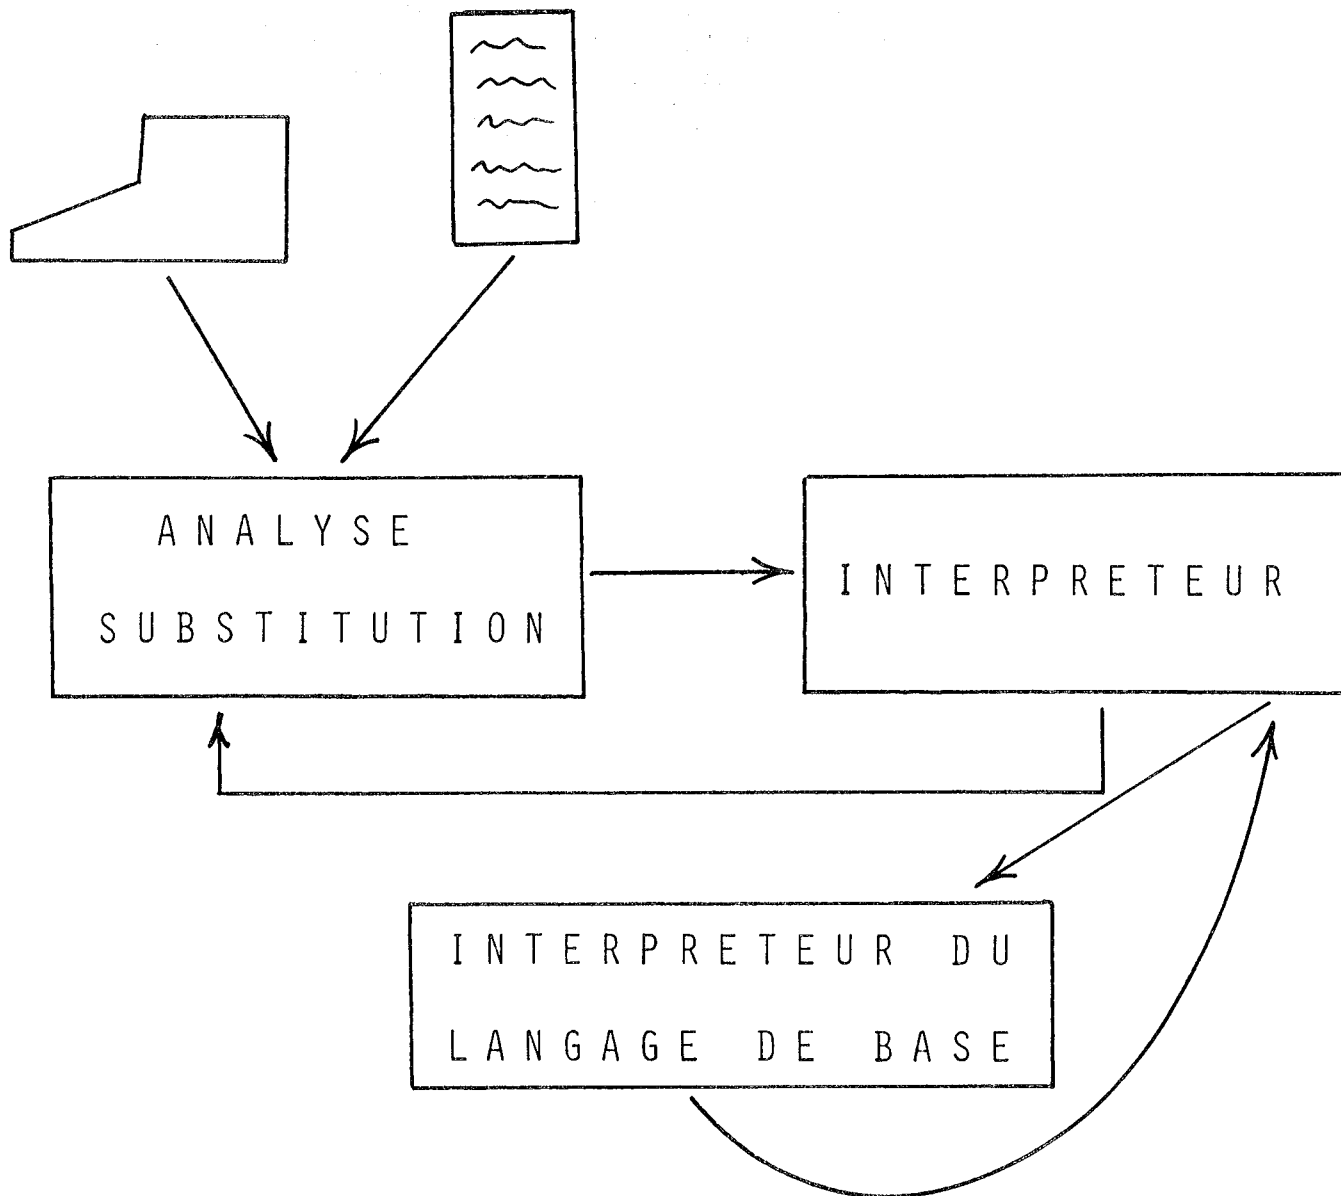 ANALYSE
SUBSTITUTION
INTERPRETEUR
INTERPRETEUR DU
LANGAGE DE BASE